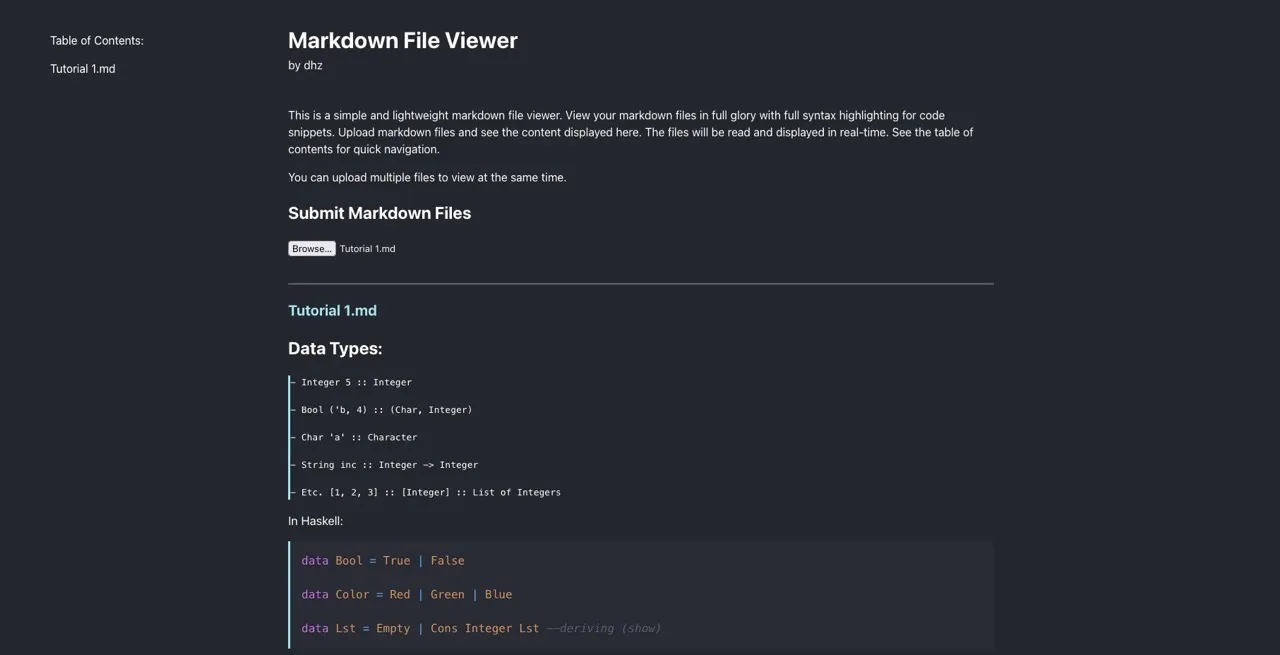 Table of Contents:
Tutorial 1.md
Markdown File Viewer
by dhz
This is a simple and lightweight markdown file viewer. View your markdown files in full glory with full syntax highlighting for code
snippets. Upload markdown files and see the content displayed here. The files will be read and displayed in real-time. See the table of
contents for quick navigation.
You can upload multiple files to view at the same time.
Submit Markdown Files
Browse... Tutorial 1.md
Tutorial 1.md
Data Types:
- Integer 5 :: Integer
- Bool ('b, 4) :: (Char, Integer)
- Char 'a' :: Character
- String inc :: Integer -> Integer
- Etc. [1, 2, 3] :: [Integer] :: List of Integers
In Haskell:
data Bool = True | False
data Color = Red | Green | Blue
data Lst = Empty | Cons Integer Lst --deriving (show)